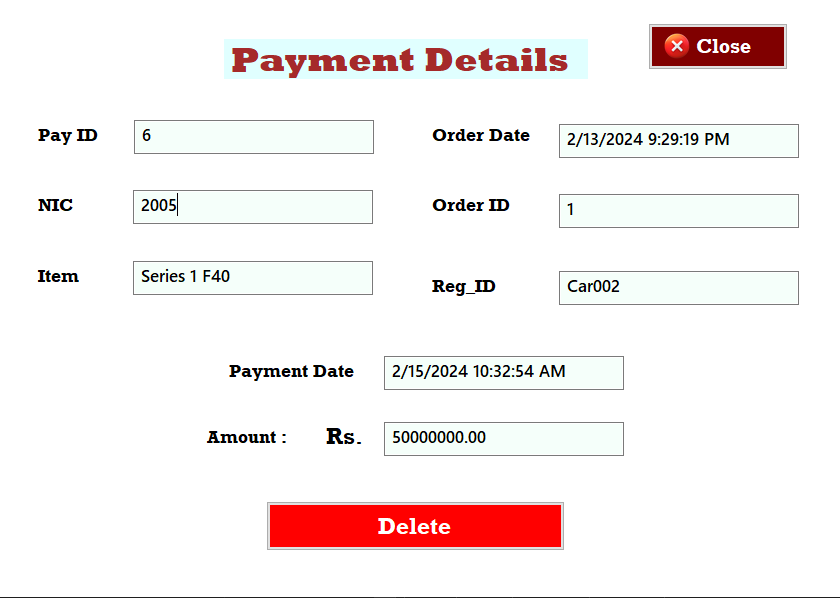 Payment Details
Close
Pay ID 6
Order Date 2/13/2024 9:29:19 PM
NIC 2005
Order ID 1
Item Series 1 F40
Reg_ID Car002
Payment Date 2/15/2024 10:32:54 AM
Amount : Rs. 50000000.00
Delete